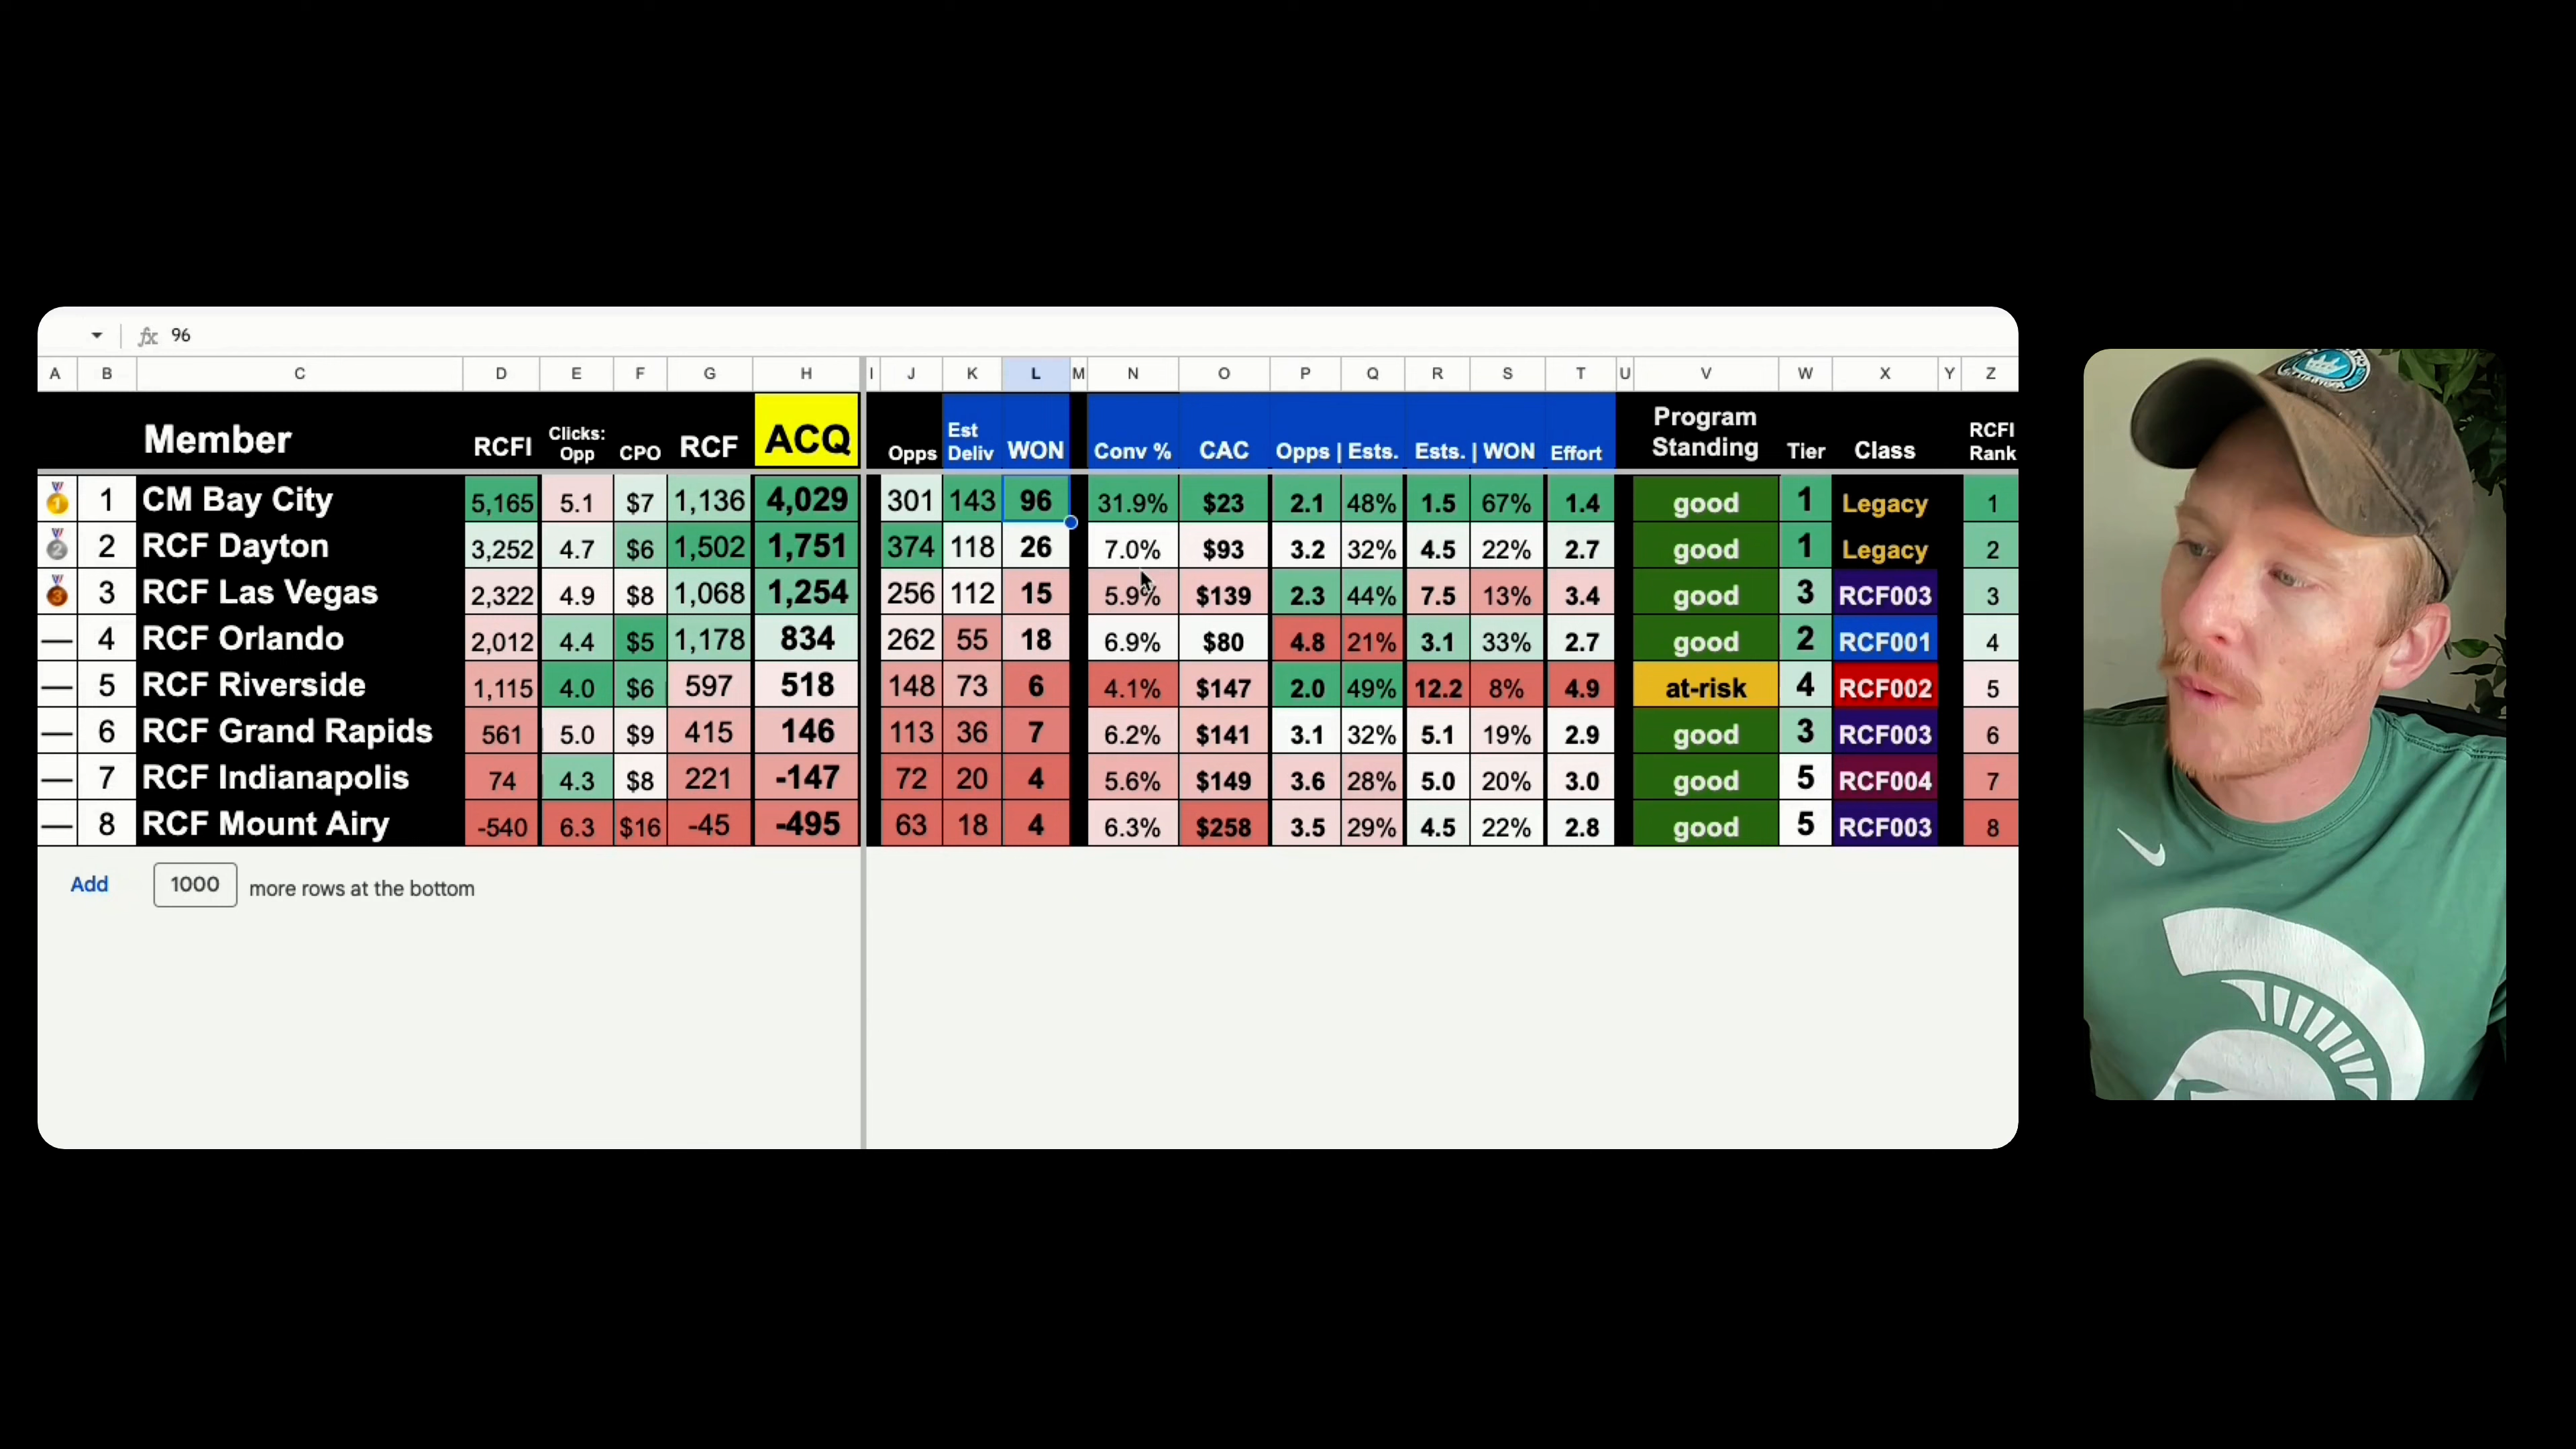 fx 96
A B C D E F G H I J K L M N O P Q R S T U V W X Y Z
Member RCFI Clicks: Opp CPO RCF ACQ Opps Est Deliv WON Conv % CAC Opps | Ests. Ests. | WON Effort Program Standing Tier Class RCFI Rank
1 1 CM Bay City 5,165 5.1 $7 1,136 4,029 301 143 96 31.9% $23 2.1 48% 1.5 67% 1.4 good 1 Legacy 1
2 2 RCF Dayton 3,252 4.7 $6 1,502 1,751 374 118 26 7.0% $93 3.2 32% 4.5 22% 2.7 good 1 Legacy 2
3 3 RCF Las Vegas 2,322 4.9 $8 1,068 1,254 256 112 15 5.9% $139 2.3 44% 7.5 13% 3.4 good 3 RCF003 3
— 4 RCF Orlando 2,012 4.4 $5 1,178 834 262 55 18 6.9% $80 4.8 21% 3.1 33% 2.7 good 2 RCF001 4
— 5 RCF Riverside 1,115 4.0 $6 597 518 148 73 6 4.1% $147 2.0 49% 12.2 8% 4.9 at-risk 4 RCF002 5
— 6 RCF Grand Rapids 561 5.0 $9 415 146 113 36 7 6.2% $141 3.1 32% 5.1 19% 2.9 good 3 RCF003 6
— 7 RCF Indianapolis 74 4.3 $8 221 -147 72 20 4 5.6% $149 3.6 28% 5.0 20% 3.0 good 5 RCF004 7
— 8 RCF Mount Airy -540 6.3 $16 -45 -495 63 18 4 6.3% $258 3.5 29% 4.5 22% 2.8 good 5 RCF003 8
Add 1000 more rows at the bottom